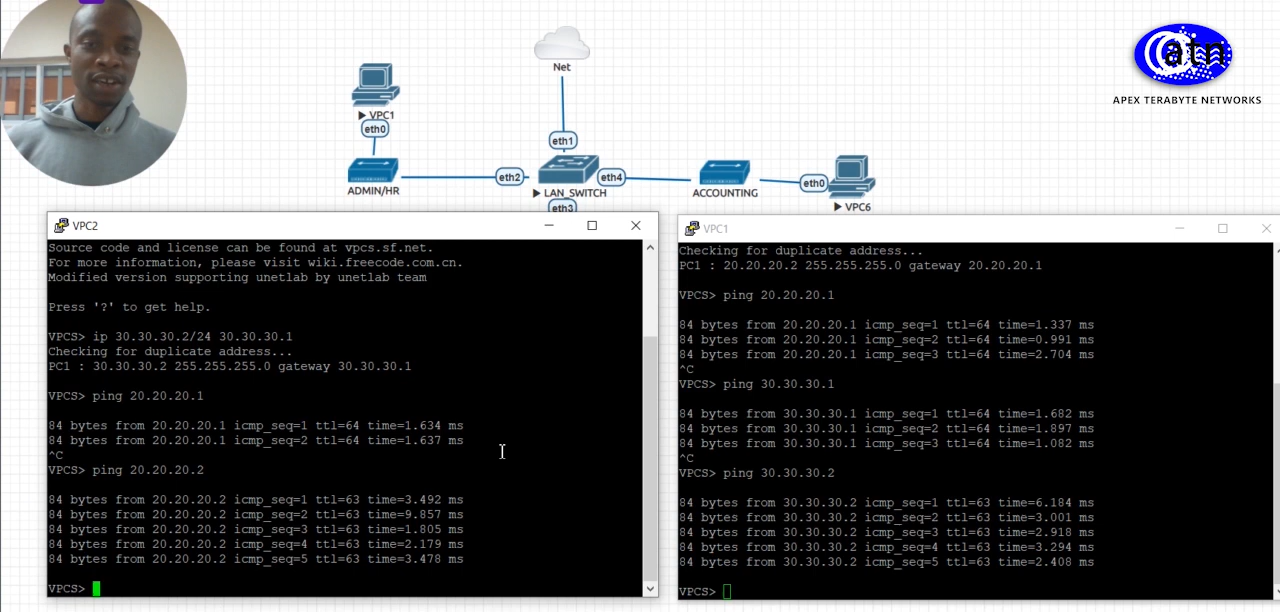 Net
atn
APEX TERABYTE NETWORKS
VPC1
eth0
eth1
ADMIN/HR
eth2
LAN_SWITCH
eth4
ACCOUNTING
eth0
VPC6
eth3
VPC2
Source code and license can be found at vpcs.sf.net.
For more information, please visit wiki.freecode.com.cn.
Modified version supporting unetlab by unetlab team
Press '?' to get help.
VPCS> ip 30.30.30.2/24 30.30.30.1
Checking for duplicate address...
PC1 : 30.30.30.2 255.255.255.0 gateway 30.30.30.1
VPCS> ping 20.20.20.1
84 bytes from 20.20.20.1 icmp_seq=1 ttl=64 time=1.634 ms
84 bytes from 20.20.20.1 icmp_seq=2 ttl=64 time=1.637 ms
^C
VPCS> ping 20.20.20.2
84 bytes from 20.20.20.2 icmp_seq=1 ttl=63 time=3.492 ms
84 bytes from 20.20.20.2 icmp_seq=2 ttl=63 time=9.857 ms
84 bytes from 20.20.20.2 icmp_seq=3 ttl=63 time=1.805 ms
84 bytes from 20.20.20.2 icmp_seq=4 ttl=63 time=2.179 ms
84 bytes from 20.20.20.2 icmp_seq=5 ttl=63 time=3.478 ms
VPCS>
VPC1
Checking for duplicate address...
PC1 : 20.20.20.2 255.255.255.0 gateway 20.20.20.1
VPCS> ping 20.20.20.1
84 bytes from 20.20.20.1 icmp_seq=1 ttl=64 time=1.337 ms
84 bytes from 20.20.20.1 icmp_seq=2 ttl=64 time=0.991 ms
84 bytes from 20.20.20.1 icmp_seq=3 ttl=64 time=2.704 ms
^C
VPCS> ping 30.30.30.1
84 bytes from 30.30.30.1 icmp_seq=1 ttl=64 time=1.682 ms
84 bytes from 30.30.30.1 icmp_seq=2 ttl=64 time=1.897 ms
84 bytes from 30.30.30.1 icmp_seq=3 ttl=64 time=1.082 ms
^C
VPCS> ping 30.30.30.2
84 bytes from 30.30.30.2 icmp_seq=1 ttl=63 time=6.184 ms
84 bytes from 30.30.30.2 icmp_seq=2 ttl=63 time=3.001 ms
84 bytes from 30.30.30.2 icmp_seq=3 ttl=63 time=2.918 ms
84 bytes from 30.30.30.2 icmp_seq=4 ttl=63 time=3.294 ms
84 bytes from 30.30.30.2 icmp_seq=5 ttl=63 time=2.408 ms
VPCS>